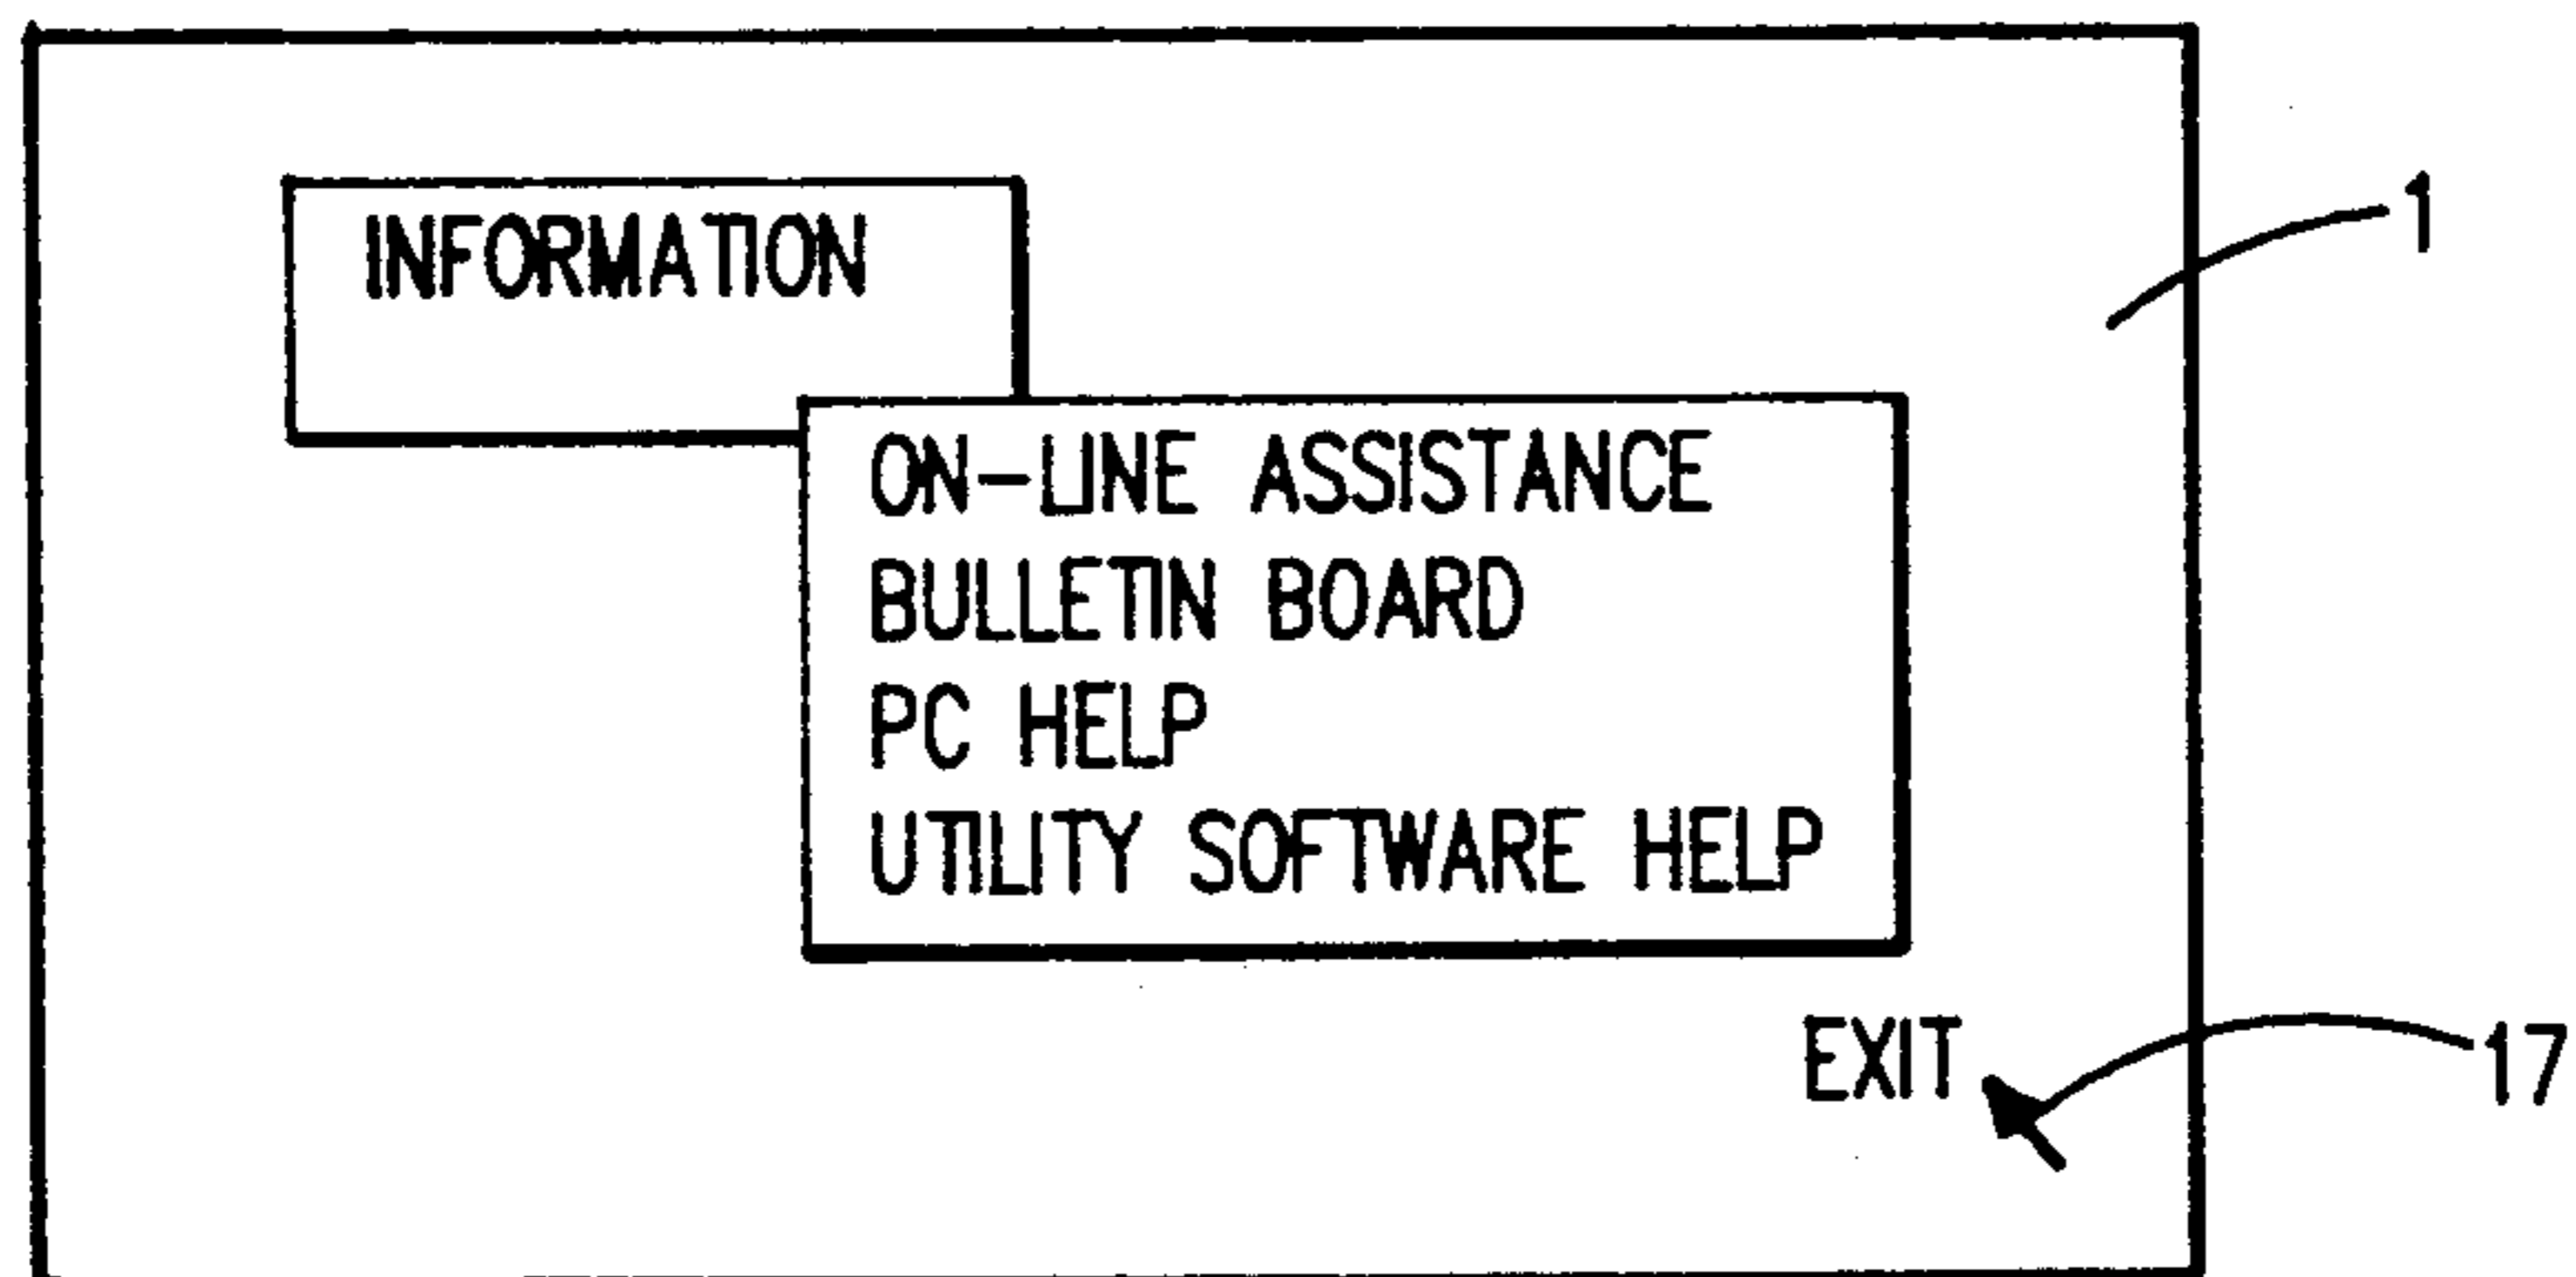 INFORMATION
1
ON-LINE ASSISTANCE
BULLETIN BOARD
PC HELP
UTILITY SOFTWARE HELP
EXIT
17